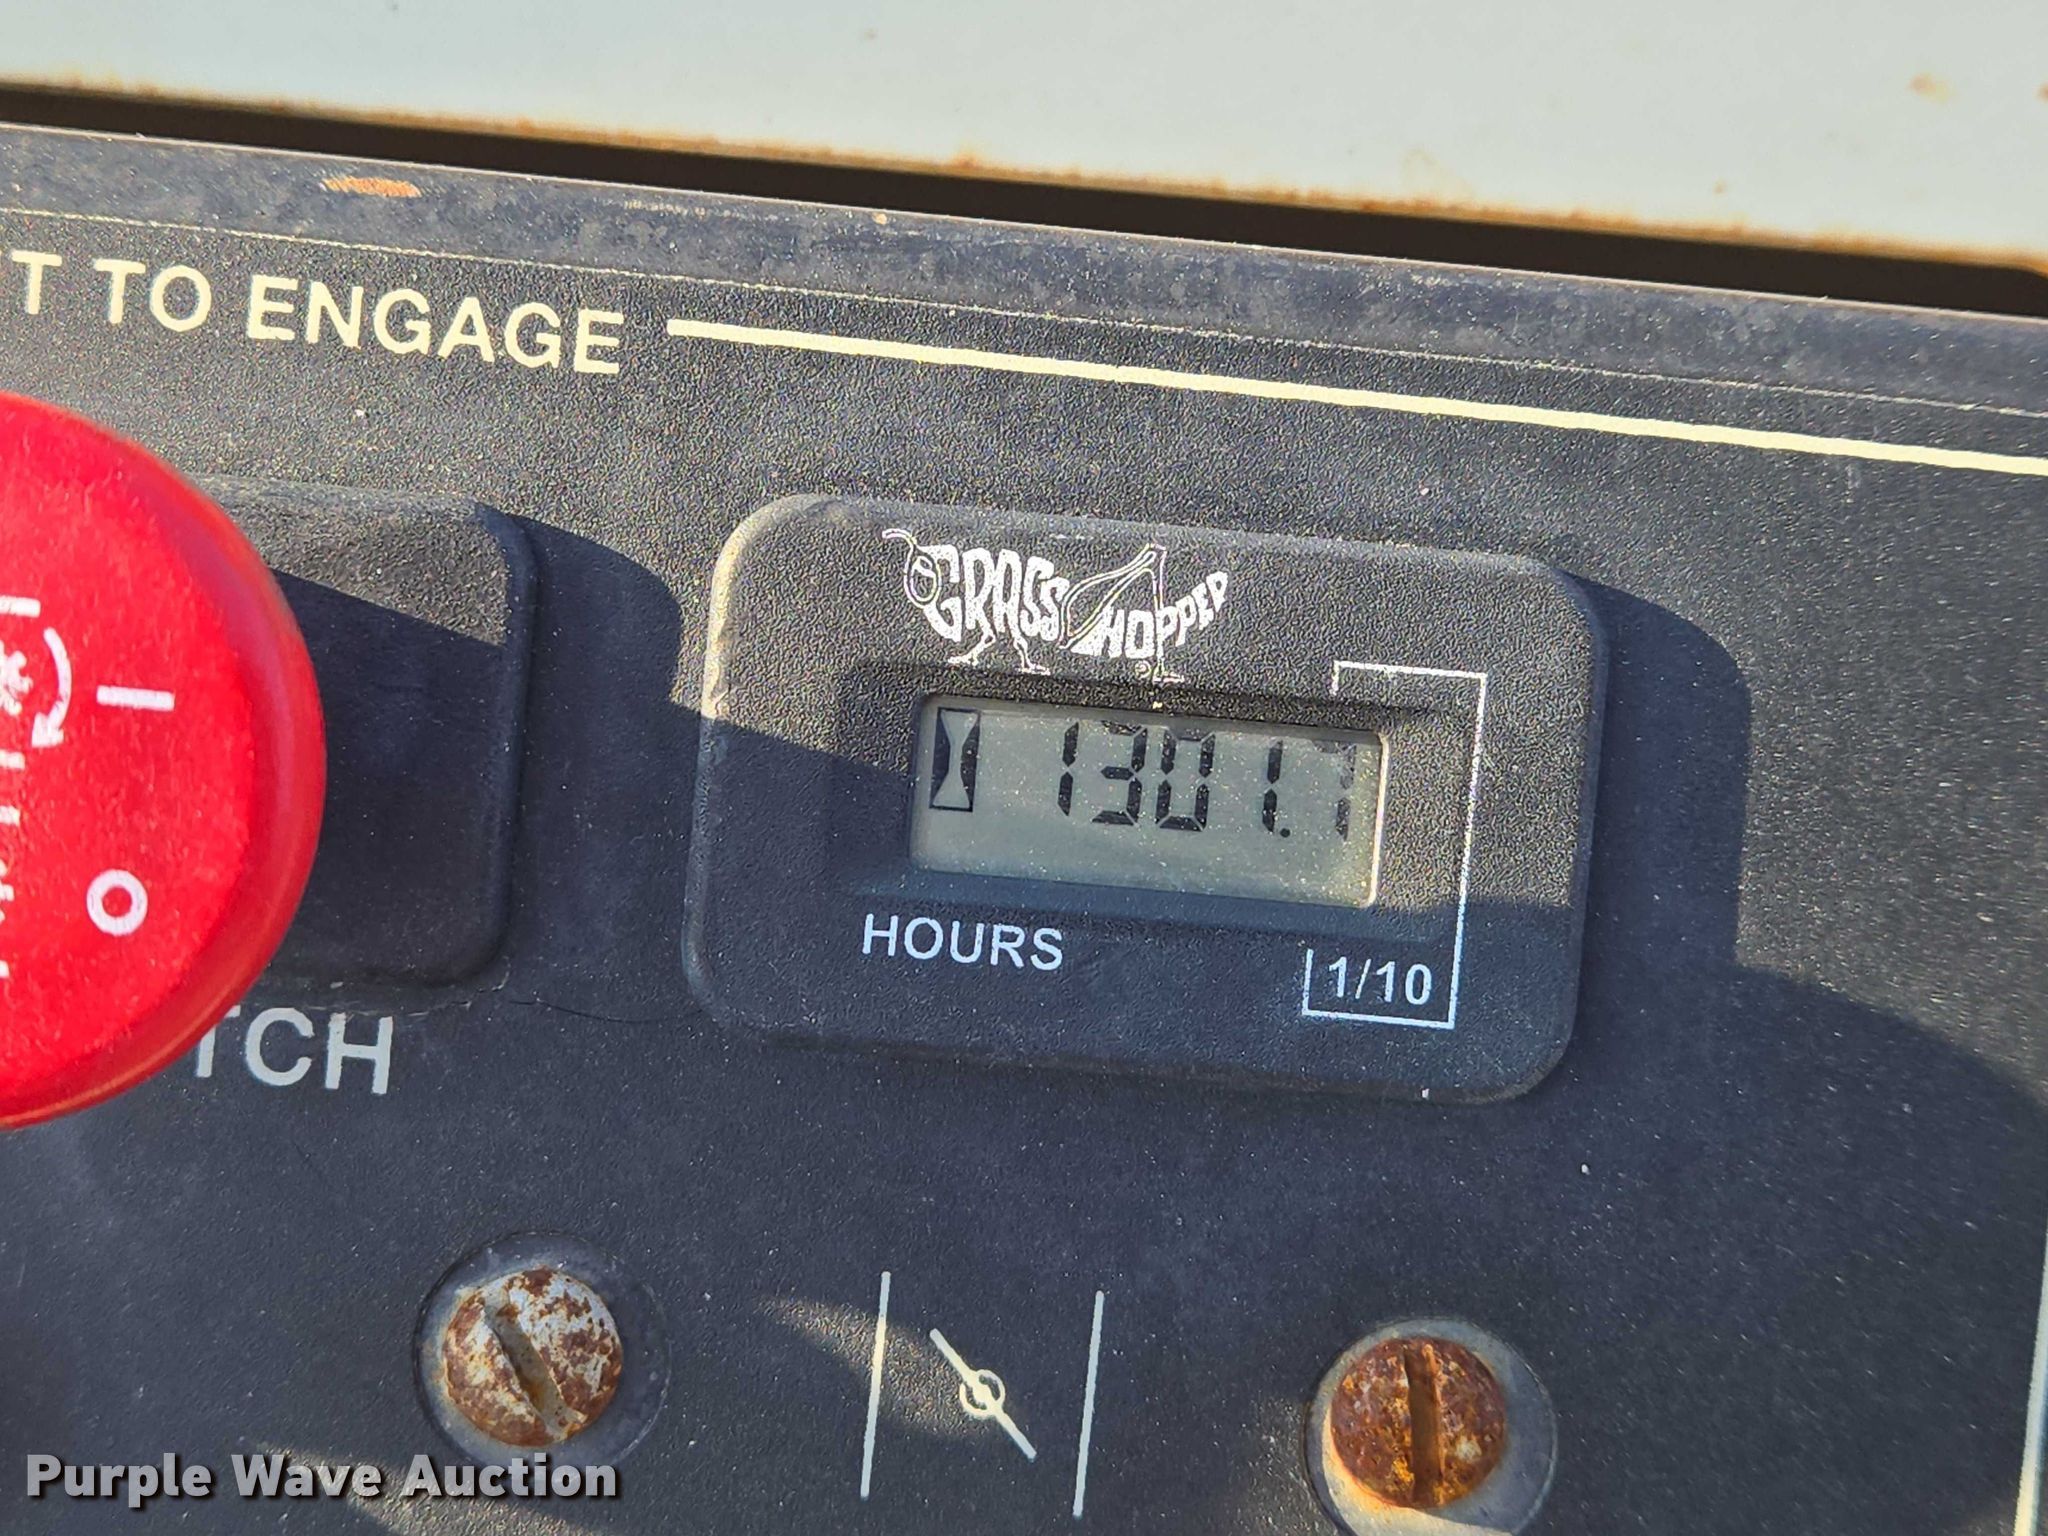 T TO ENGAGE
GRASSHOPPER
1301.7
HOURS
1/10
TCH
Purple Wave Auction